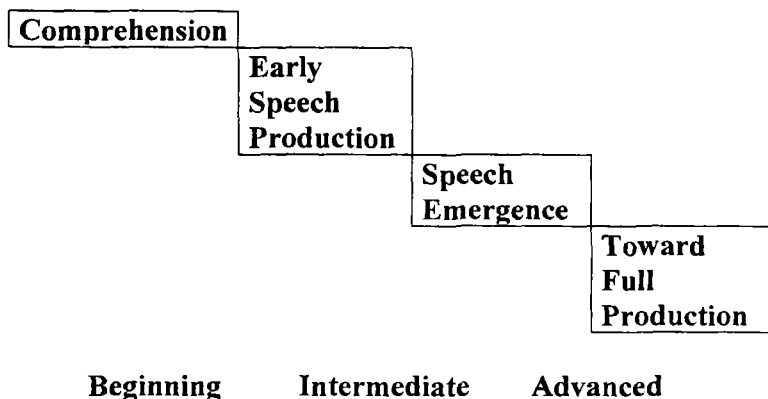 Comprehension
Early
Speech
Production
Speech
Emergence
Toward
Full
Production
Beginning Intermediate Advanced